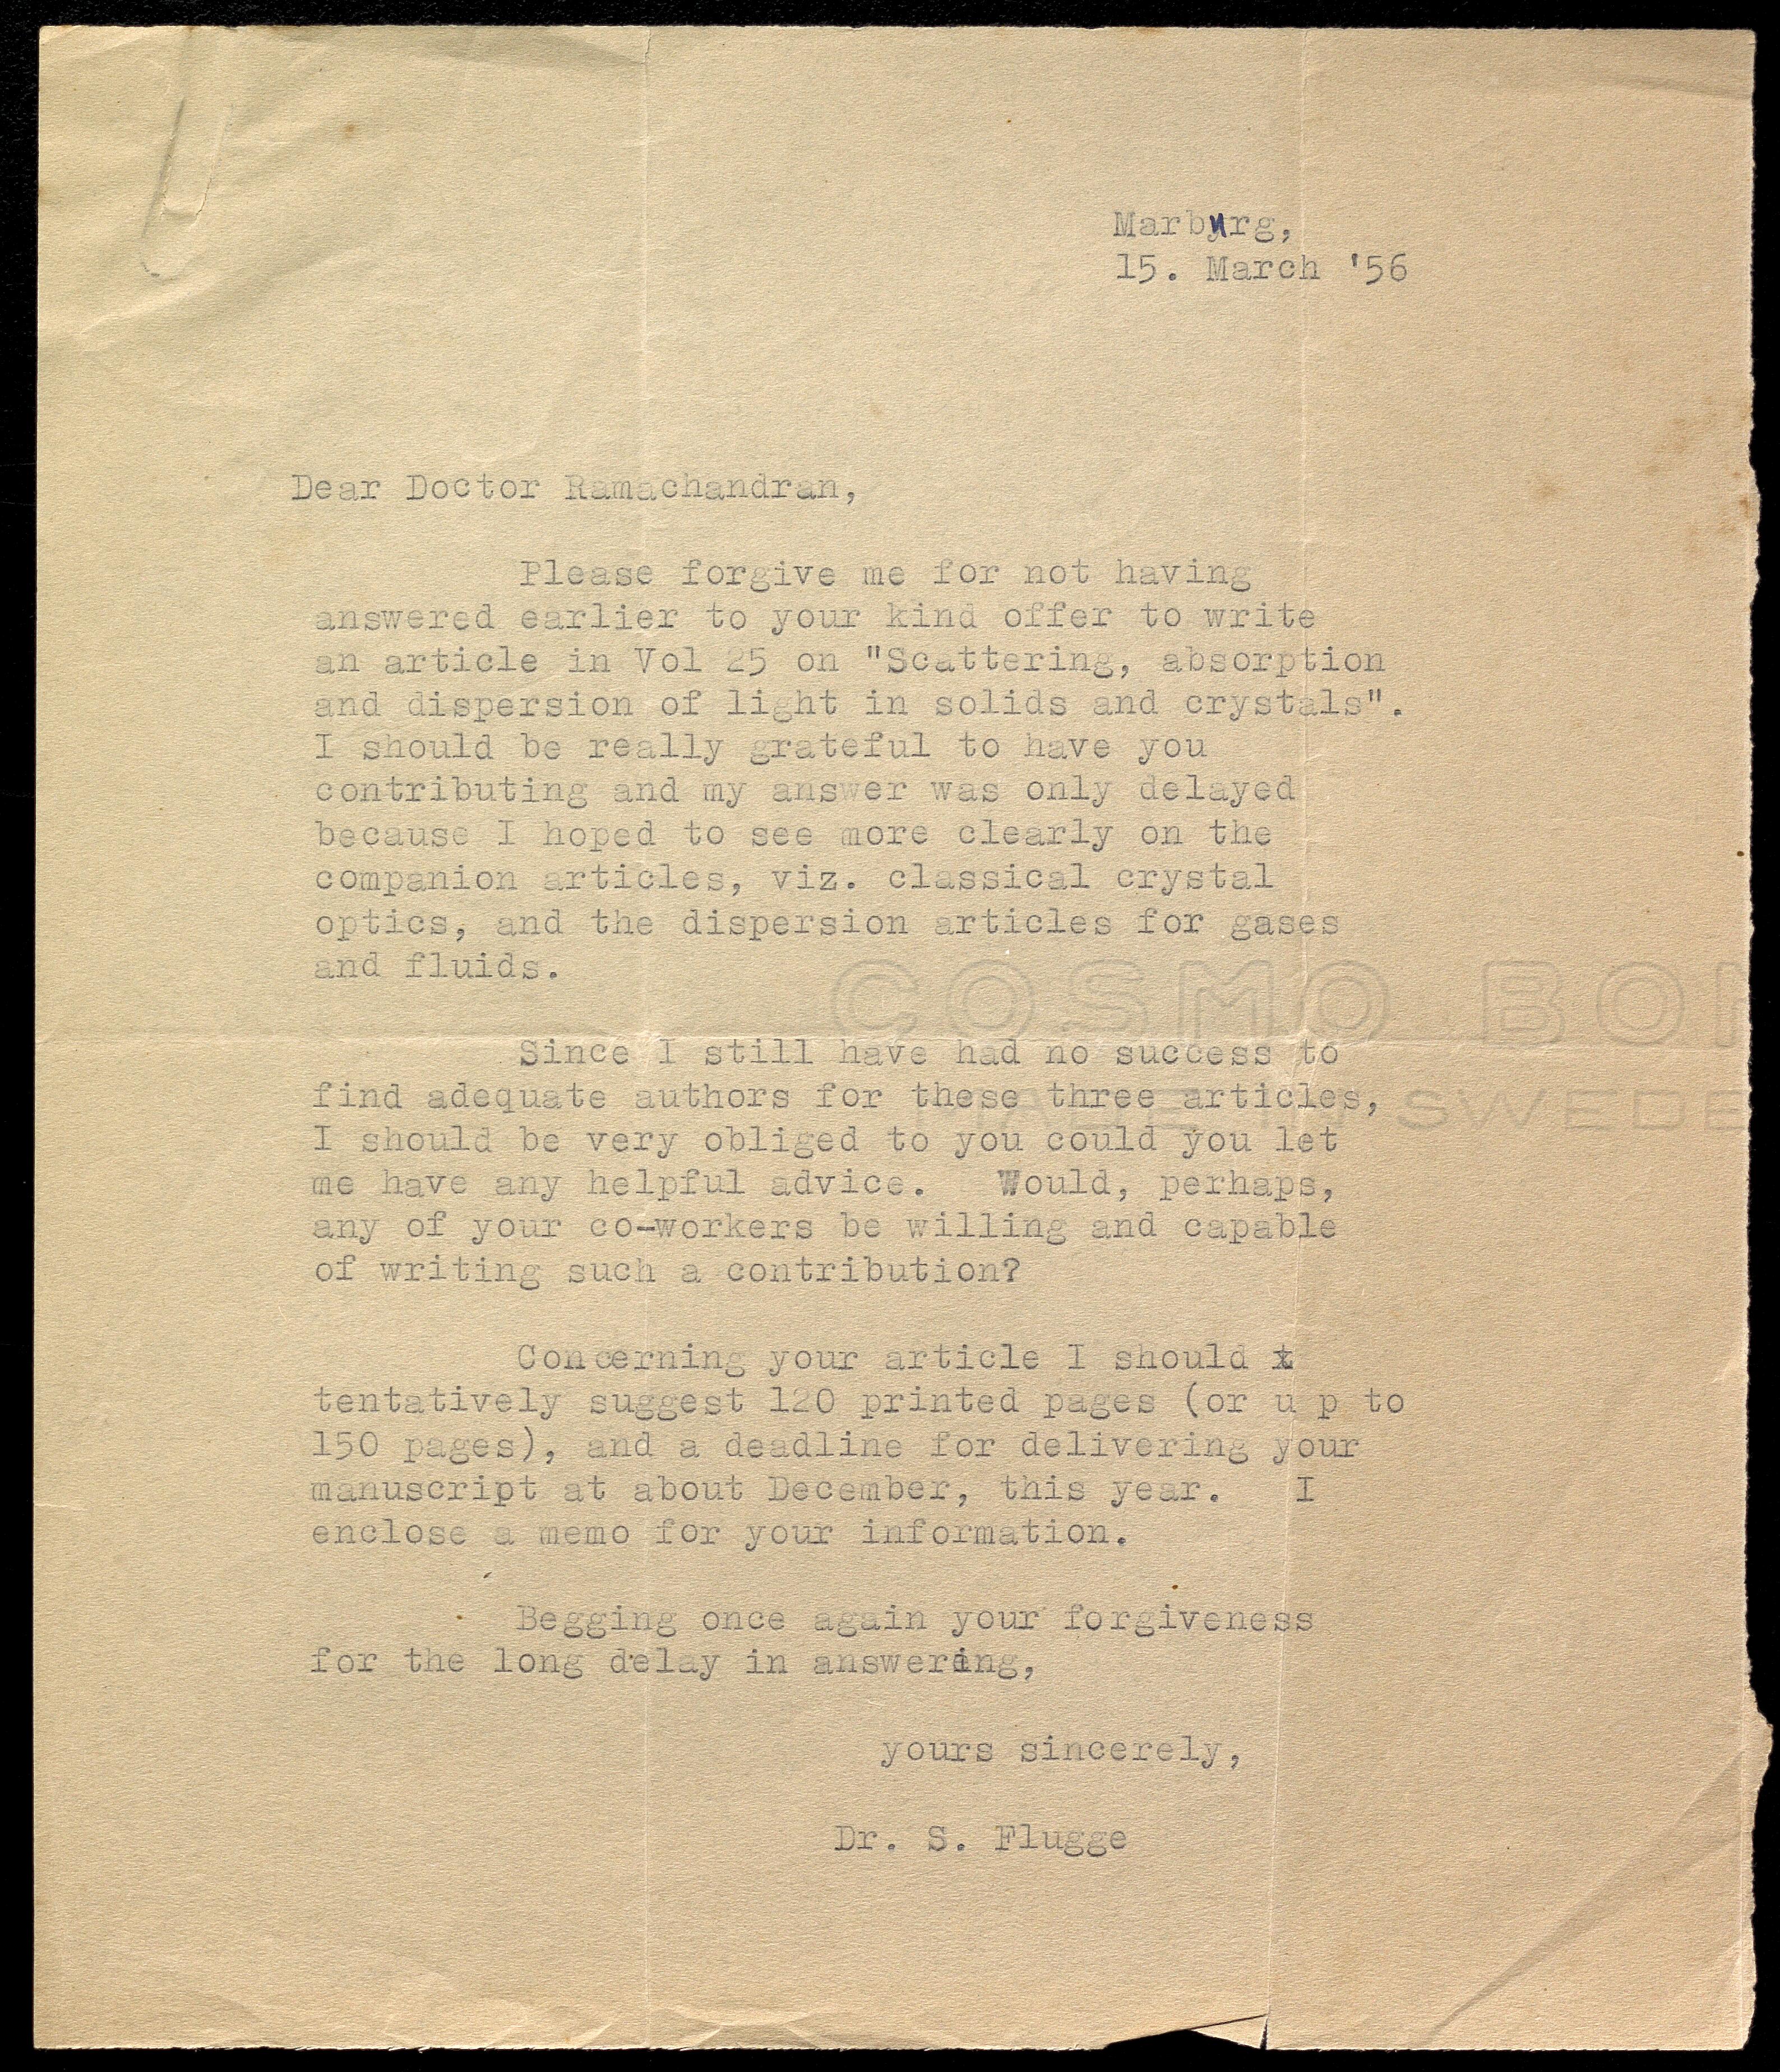 Marburg,
15. March '56
Dear Doctor Ramachandran,
Please forgive me for not having
answered earlier to your kind offer to write
an article in Vol 25 on "Scattering, absorption
and dispersion of light in solids and crystals".
I should be really grateful to have you
contributing and my answer was only delayed
because I hoped to see more clearly on the
companion articles, viz. classical crystal
optics, and the dispersion articles for gases
and fluids.
COSMO BON
Since I still have had no success to
find adequate authors for these three articles,
MADE IN SWEDE
I should be very obliged to you could you let
me have any helpful advice. Would, perhaps,
any of your co-workers be willing and capable
of writing such a contribution?
Concerning your article I should t
tentatively suggest 120 printed pages (or u p to
150 pages), and a deadline for delivering your
manuscript at about December, this year. I
enclose a memo for your information.
Begging once again your forgiveness
for the long delay in answering,
yours sincerely,
Dr. S. Flugge